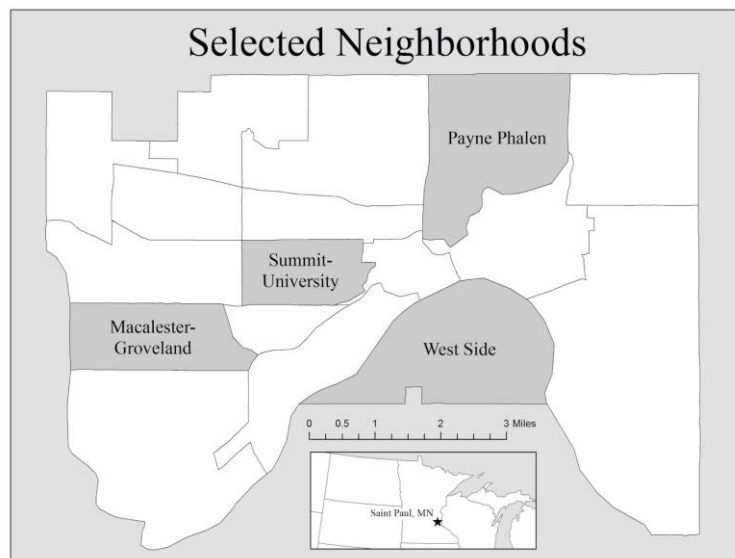 Selected Neighborhoods
Payne Phalen
Summit-
University
Macalester-
Groveland
West Side
0 0.5 1 2 3 Miles
Saint Paul, MN